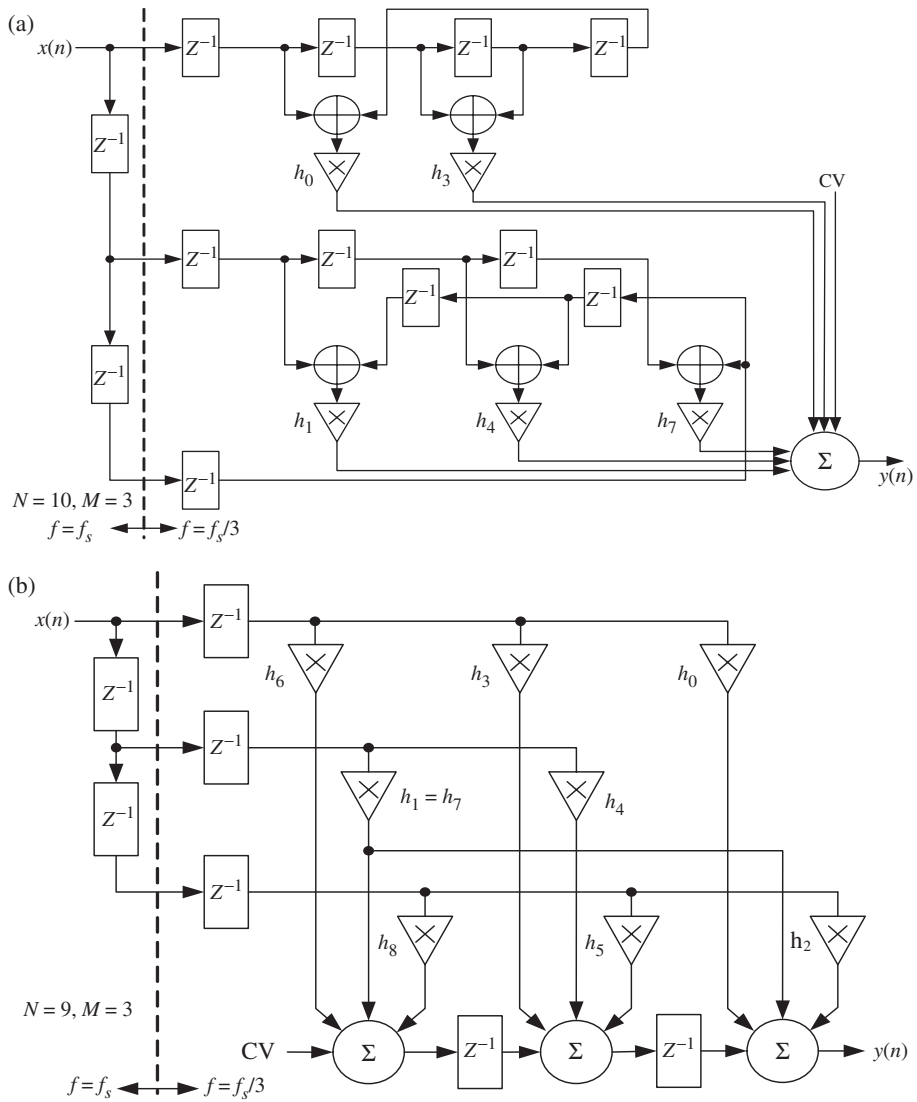 (a)
x(n)
Z⁻¹ Z⁻¹ Z⁻¹ Z⁻¹
Z⁻¹
h₀ h₃
CV
Z⁻¹ Z⁻¹ Z⁻¹
Z⁻¹ Z⁻¹
Z⁻¹
h₁ h₄ h₇
Σ
y(n)
Z⁻¹
N = 10, M = 3
f = fₛ f = fₛ/3
(b)
x(n)
Z⁻¹
h₆ h₃ h₀
Z⁻¹
Z⁻¹
h₁ = h₇ h₄
Z⁻¹
Z⁻¹
h₈ h₅ h₂
N = 9, M = 3
CV Σ Z⁻¹ Σ Z⁻¹ Σ y(n)
f = fₛ f = fₛ/3